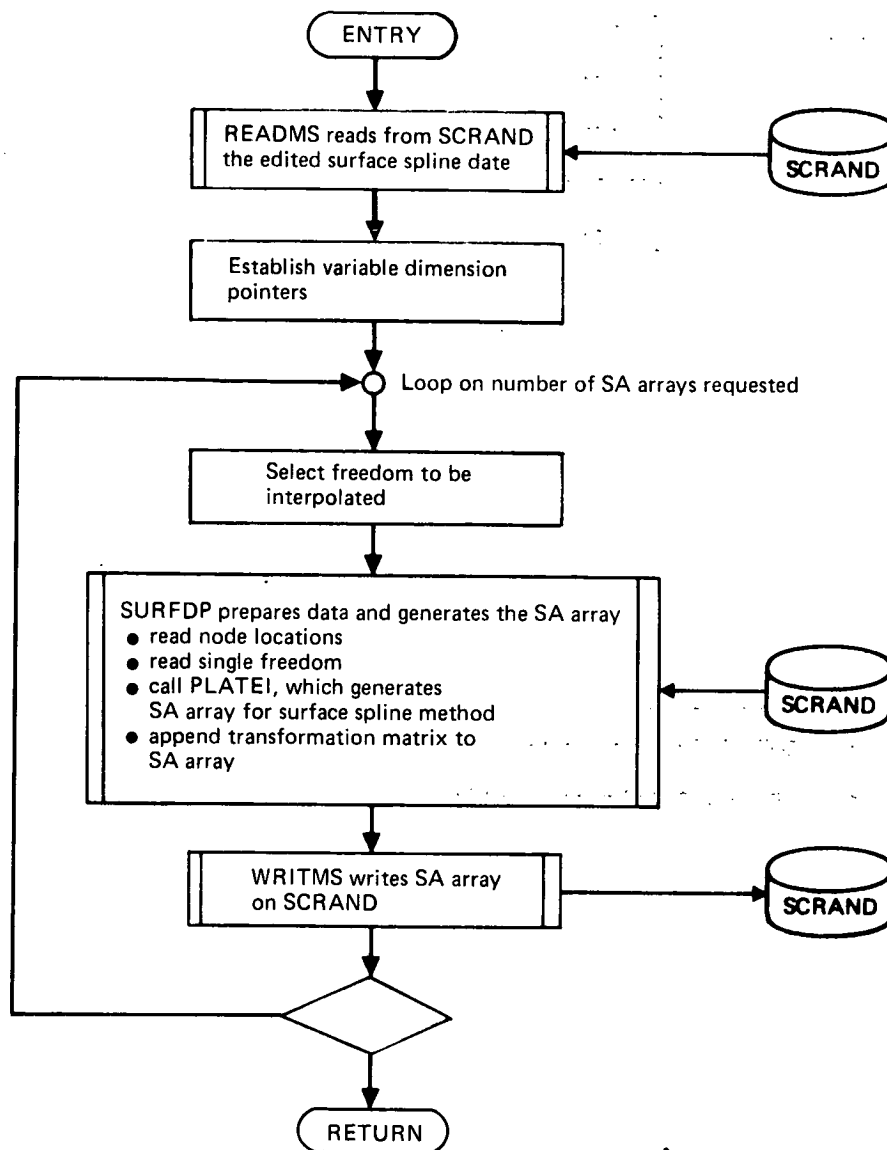 ENTRY
READMS reads from SCRAND
the edited surface spline date
SCRAND
Establish variable dimension
pointers
Loop on number of SA arrays requested
Select freedom to be
interpolated
SURFDP prepares data and generates the SA array
● read node locations
● read single freedom
● call PLATEI, which generates
SA array for surface spline method
● append transformation matrix to
SA array
SCRAND
WRITMS writes SA array
on SCRAND
SCRAND
RETURN